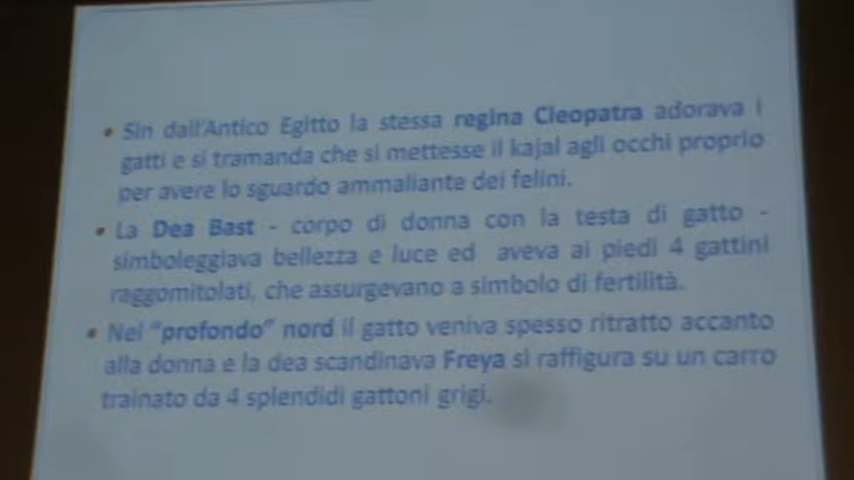 • Sin dall'Antico Egitto la stessa regina Cleopatra adorava i
gatti e si tramanda che si mettesse il kajal agli occhi proprio
per avere lo sguardo ammaliante dei felini.
• La Dea Bast - corpo di donna con la testa di gatto -
simboleggiava bellezza e luce ed aveva ai piedi 4 gattini
raggomitolati, che assurgevano a simbolo di fertilità.
• Nel "profondo" nord il gatto veniva spesso ritratto accanto
alla donna e la dea scandinava Freya si raffigura su un carro
trainato da 4 splendidi gattoni grigi.